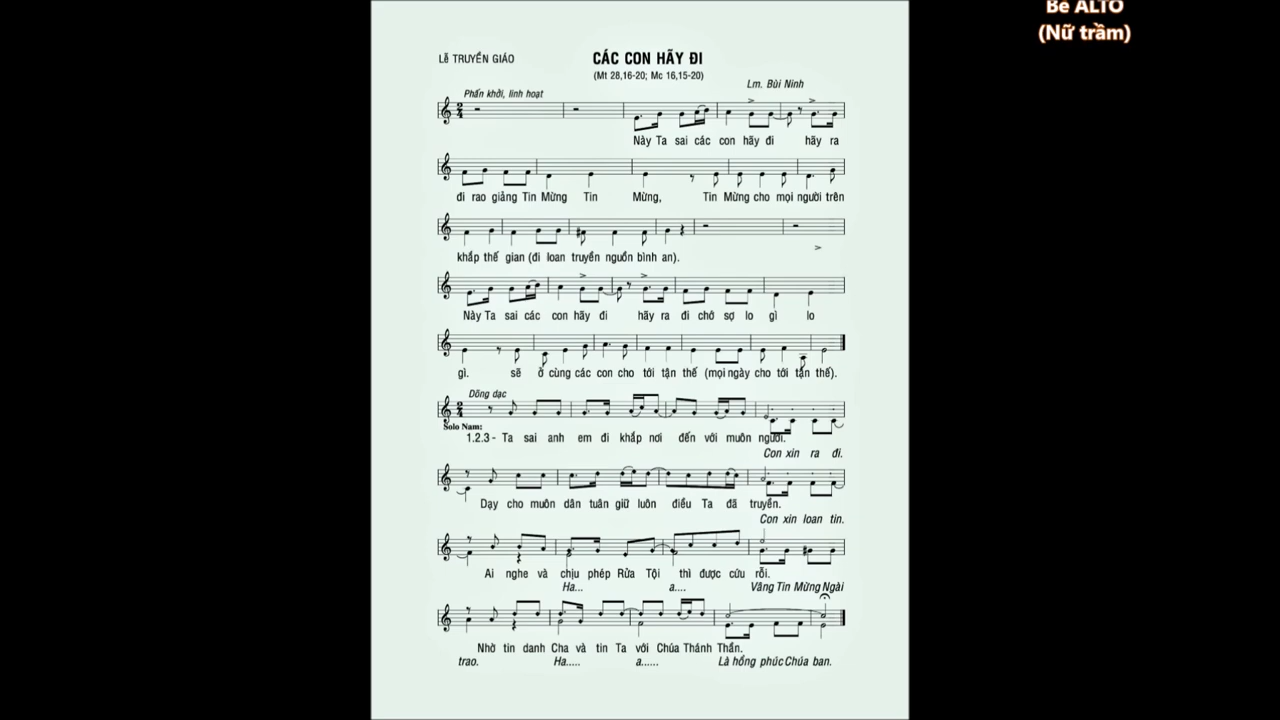 Bè ALTO
(Nữ trầm)
Lễ TRUYỀN GIÁO
CÁC CON HÃY ĐI
(Mt 28,16-20; Mc 16,15-20)
Lm. Bùi Ninh
Phấn khởi, linh hoạt
Này Ta sai các con hãy đi hãy ra
đi rao giảng Tin Mừng Tin Mừng, Tin Mừng cho mọi người trên
khắp thế gian (đi loan truyền nguồn bình an).
Này Ta sai các con hãy đi hãy ra đi chớ sợ lo gì lo
gì. sẽ ở cùng các con cho tới tận thế (mọi ngày cho tới tận thế).
Dõng dạc
Solo Nam:
1.2.3- Ta sai anh em đi khắp nơi đến với muôn người.
Con xin ra đi.
Dạy cho muôn dân tuân giữ luôn điều Ta đã truyền.
Con xin loan tin.
Ai nghe và chịu phép Rửa Tội thì được cứu rỗi.
Ha... a.... Vâng Tin Mừng Ngài
Nhờ tin danh Cha và tin Ta với Chúa Thánh Thần.
trao. Ha..... a...... Là hồng phúc Chúa ban.